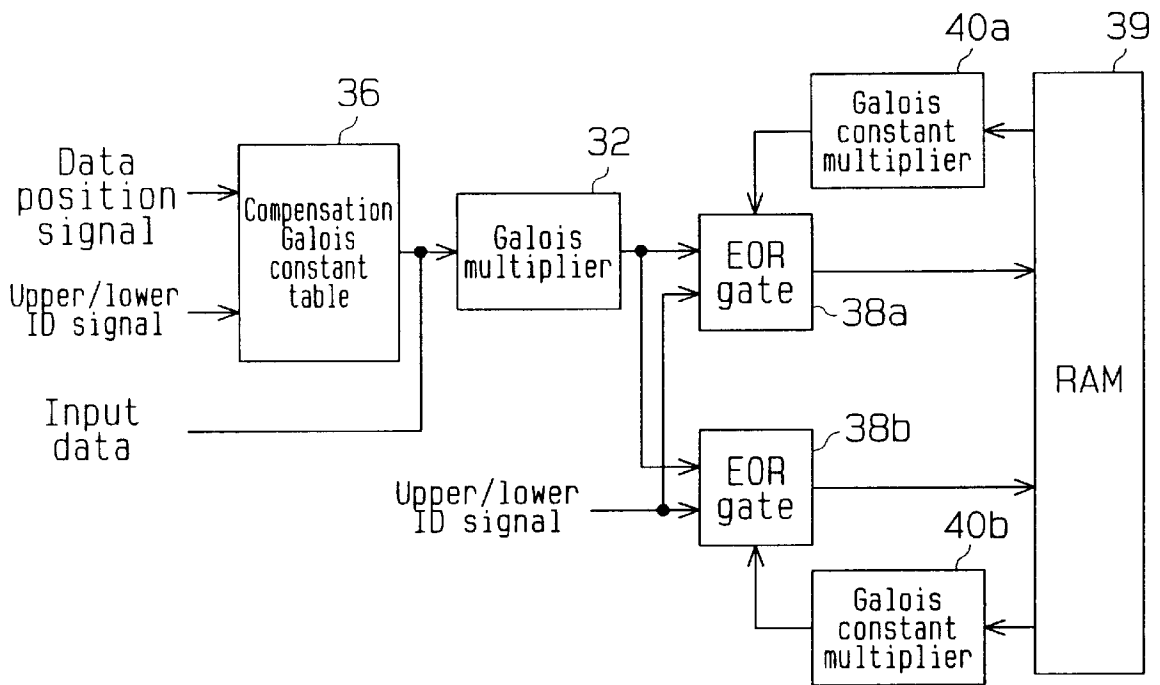 40a
39
Galois
constant
multiplier
36
32
Data
position
signal
Compensation
Galois
constant
table
Galois
multiplier
EOR
gate
Upper/lower
ID signal
38a
RAM
Input
data
38b
EOR
gate
Upper/lower
ID signal
40b
Galois
constant
multiplier